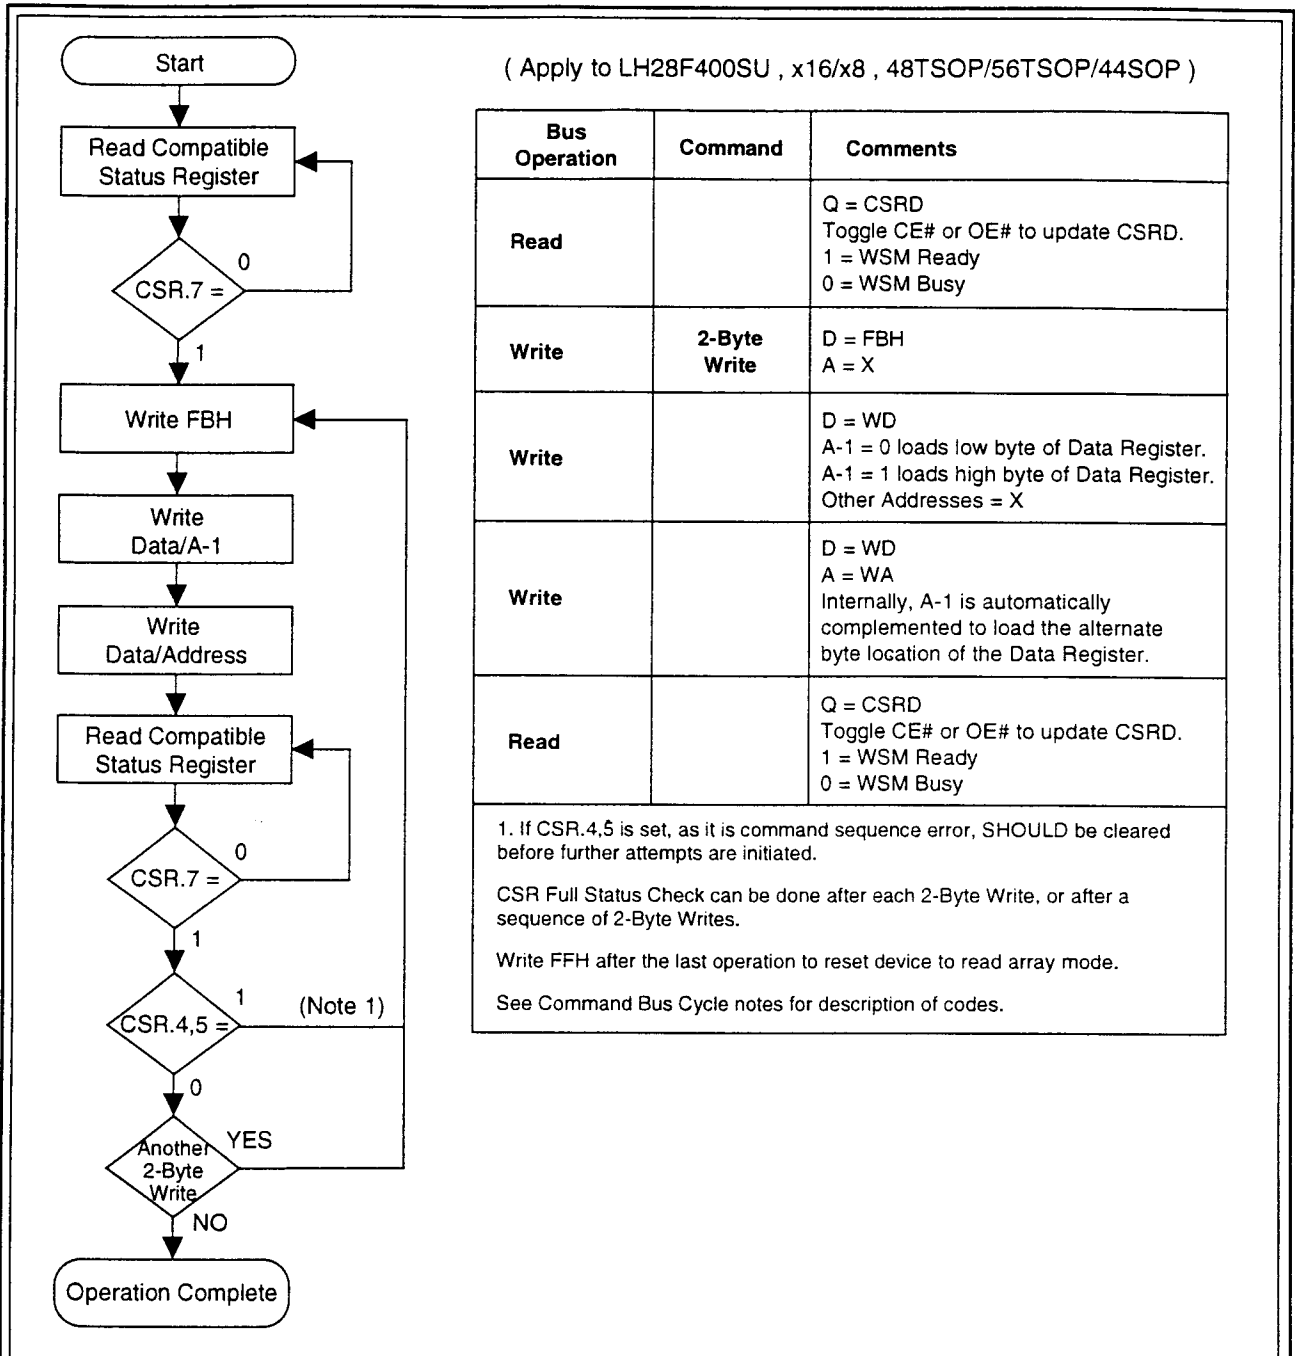 Start
Read Compatible
Status Register
0
CSR.7 =
1
Write FBH
Write
Data/A-1
Write
Data/Address
Read Compatible
Status Register
0
CSR.7 =
1
1
(Note 1)
CSR.4,5 =
0
YES
Another
2-Byte
Write
NO
Operation Complete
( Apply to LH28F400SU , x16/x8 , 48TSOP/56TSOP/44SOP )
Bus
Operation
Command
Comments
Read
Q = CSRD
Toggle CE# or OE# to update CSRD.
1 = WSM Ready
0 = WSM Busy
Write
2-Byte
Write
D = FBH
A = X
Write
D = WD
A-1 = 0 loads low byte of Data Register.
A-1 = 1 loads high byte of Data Register.
Other Addresses = X
Write
D = WD
A = WA
Internally, A-1 is automatically
complemented to load the alternate
byte location of the Data Register.
Read
Q = CSRD
Toggle CE# or OE# to update CSRD.
1 = WSM Ready
0 = WSM Busy
1. If CSR.4,5 is set, as it is command sequence error, SHOULD be cleared
before further attempts are initiated.
CSR Full Status Check can be done after each 2-Byte Write, or after a
sequence of 2-Byte Writes.
Write FFH after the last operation to reset device to read array mode.
See Command Bus Cycle notes for description of codes.